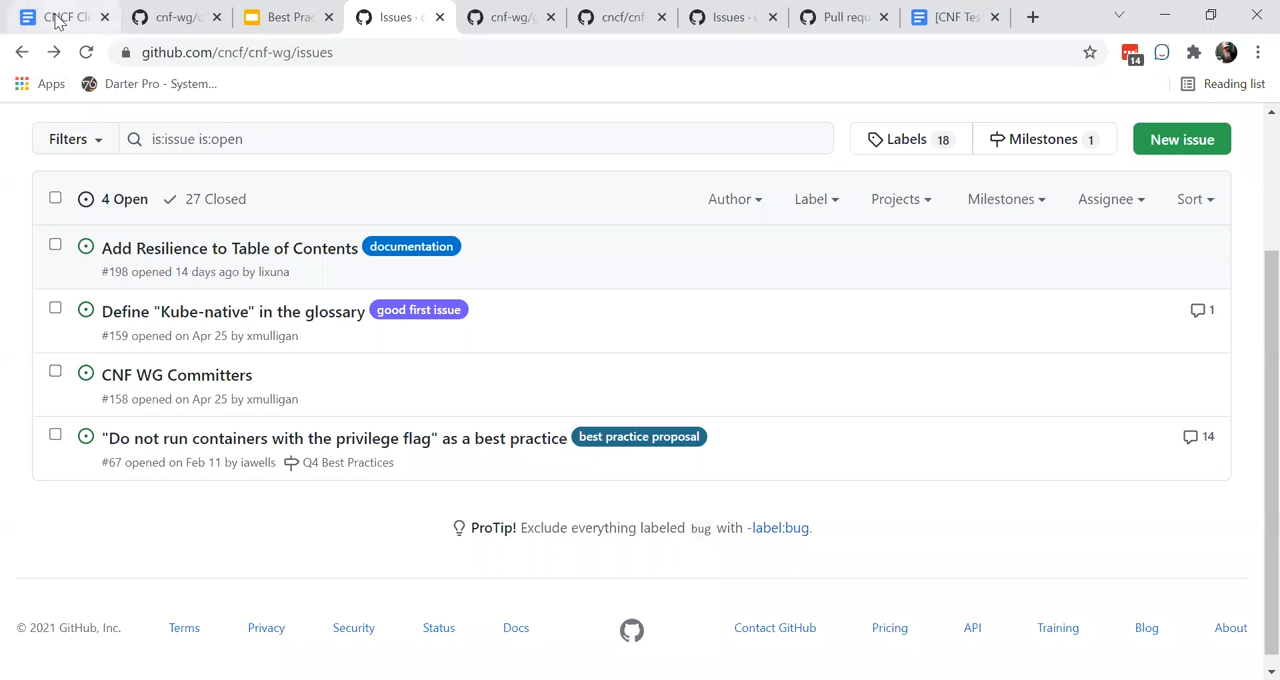 CNCF Cl
cnf-wg/
Best Prac
Issues · c
cnf-wg/g
cncf/cnf-
Issues · c
Pull requ
[CNF Tes
github.com/cncf/cnf-wg/issues
14
Apps
Darter Pro - System...
Reading list
Filters
is:issue is:open
Labels 18
Milestones 1
New issue
4 Open
27 Closed
Author
Label
Projects
Milestones
Assignee
Sort
Add Resilience to Table of Contents documentation
#198 opened 14 days ago by lixuna
Define "Kube-native" in the glossary good first issue
1
#159 opened on Apr 25 by xmulligan
CNF WG Committers
#158 opened on Apr 25 by xmulligan
"Do not run containers with the privilege flag" as a best practice best practice proposal
14
#67 opened on Feb 11 by iawells Q4 Best Practices
ProTip! Exclude everything labeled bug with -label:bug.
© 2021 GitHub, Inc.
Terms
Privacy
Security
Status
Docs
Contact GitHub
Pricing
API
Training
Blog
About